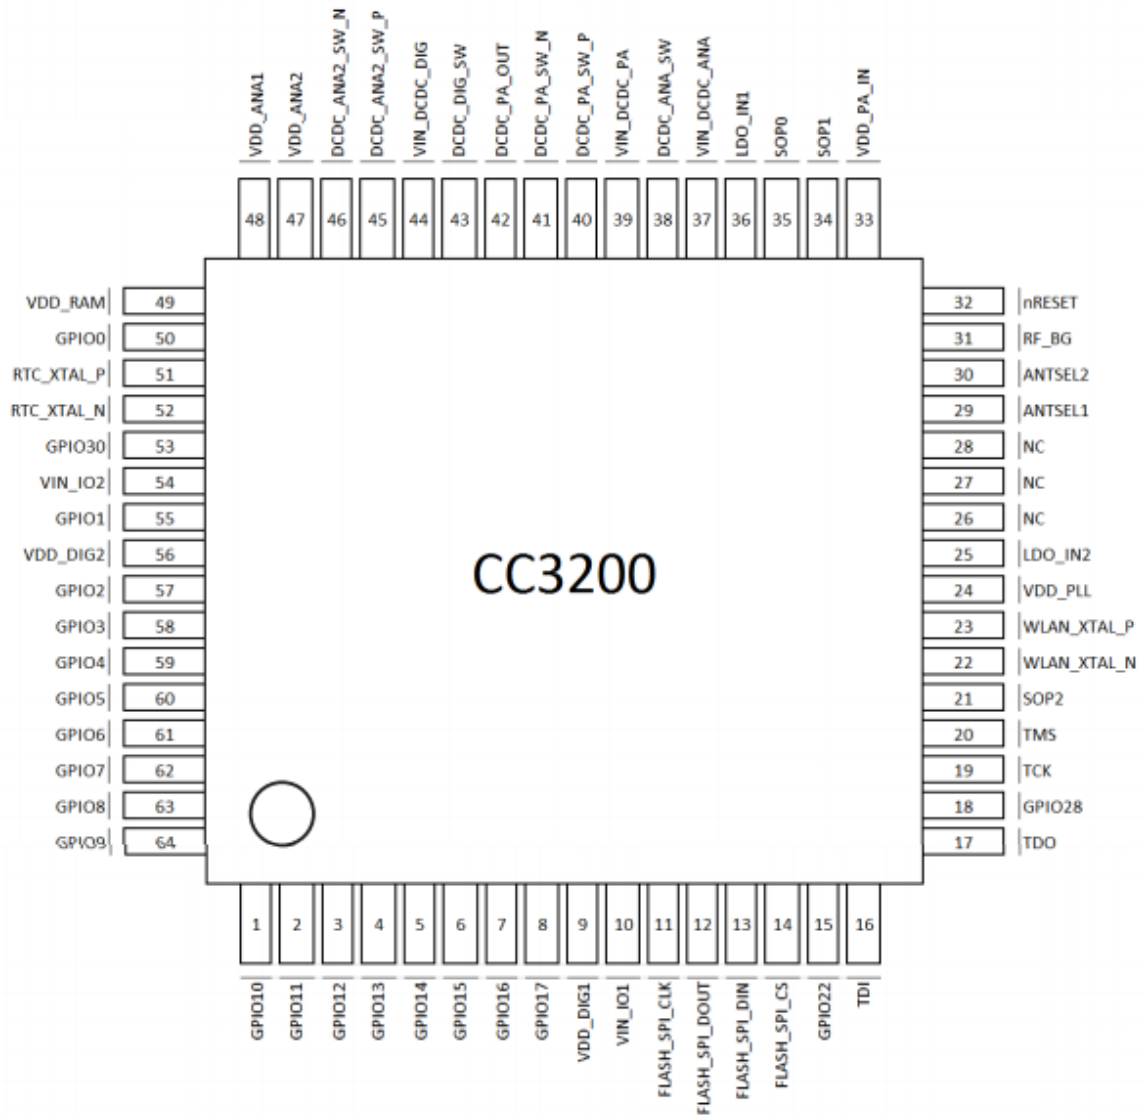 VDD_ANA1
VDD_ANA2
DCDC_ANA2_SW_N
DCDC_ANA2_SW_P
VIN_DCDC_DIG
DCDC_DIG_SW
DCDC_PA_OUT
DCDC_PA_SW_N
DCDC_PA_SW_P
VIN_DCDC_PA
DCDC_ANA_SW
VIN_DCDC_ANA
LDO_IN1
SOP0
SOP1
VDD_PA_IN
48 47 46 45 44 43 42 41 40 39 38 37 36 35 34 33
VDD_RAM 49
GPIO0 50
RTC_XTAL_P 51
RTC_XTAL_N 52
GPIO30 53
VIN_IO2 54
GPIO1 55
VDD_DIG2 56
GPIO2 57
GPIO3 58
GPIO4 59
GPIO5 60
GPIO6 61
GPIO7 62
GPIO8 63
GPIO9 64
CC3200
32 nRESET
31 RF_BG
30 ANTSEL2
29 ANTSEL1
28 NC
27 NC
26 NC
25 LDO_IN2
24 VDD_PLL
23 WLAN_XTAL_P
22 WLAN_XTAL_N
21 SOP2
20 TMS
19 TCK
18 GPIO28
17 TDO
1 2 3 4 5 6 7 8 9 10 11 12 13 14 15 16
GPIO10
GPIO11
GPIO12
GPIO13
GPIO14
GPIO15
GPIO16
GPIO17
VDD_DIG1
VIN_IO1
FLASH_SPI_CLK
FLASH_SPI_DOUT
FLASH_SPI_DIN
FLASH_SPI_CS
GPIO22
TDI